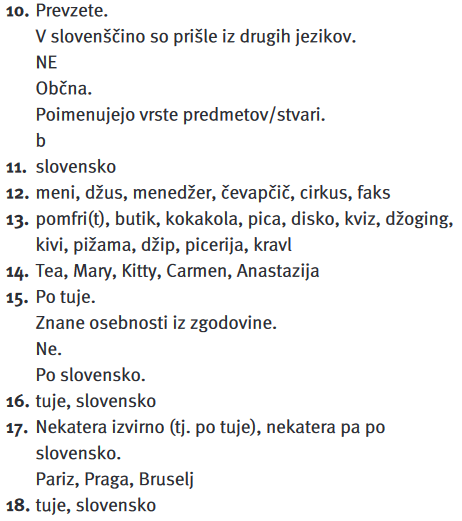 10. Prevzete.
V slovenščino so prišle iz drugih jezikov.
NE
Občna.
Poimenujejo vrste predmetov/stvari.
b
11. slovensko
12. meni, džus, menedžer, čevapčič, cirkus, faks
13. pomfri(t), butik, kokakola, pica, disko, kviz, džoging,
kivi, pižama, džip, picerija, kravl
14. Tea, Mary, Kitty, Carmen, Anastazija
15. Po tuje.
Znane osebnosti iz zgodovine.
Ne.
Po slovensko.
16. tuje, slovensko
17. Nekatera izvirno (tj. po tuje), nekatera pa po
slovensko.
Pariz, Praga, Bruselj
18. tuje, slovensko